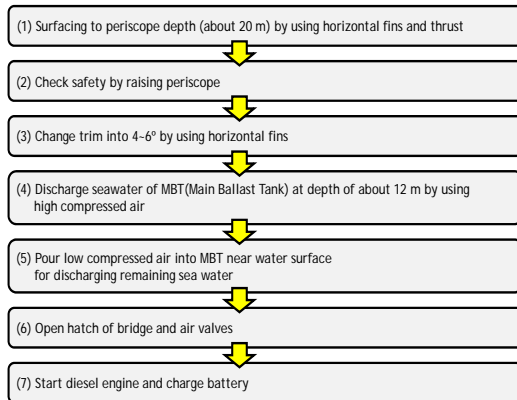 (1) Surfacing to periscope depth (about 20 m) by using horizontal fins and thrust
(2) Check safety by raising periscope
(3) Change trim into 4~6º by using horizontal fins
(4) Discharge seawater of MBT(Main Ballast Tank) at depth of about 12 m by using
high compressed air
(5) Pour low compressed air into MBT near water surface
for discharging remaining sea water
(6) Open hatch of bridge and air valves
(7) Start diesel engine and charge battery